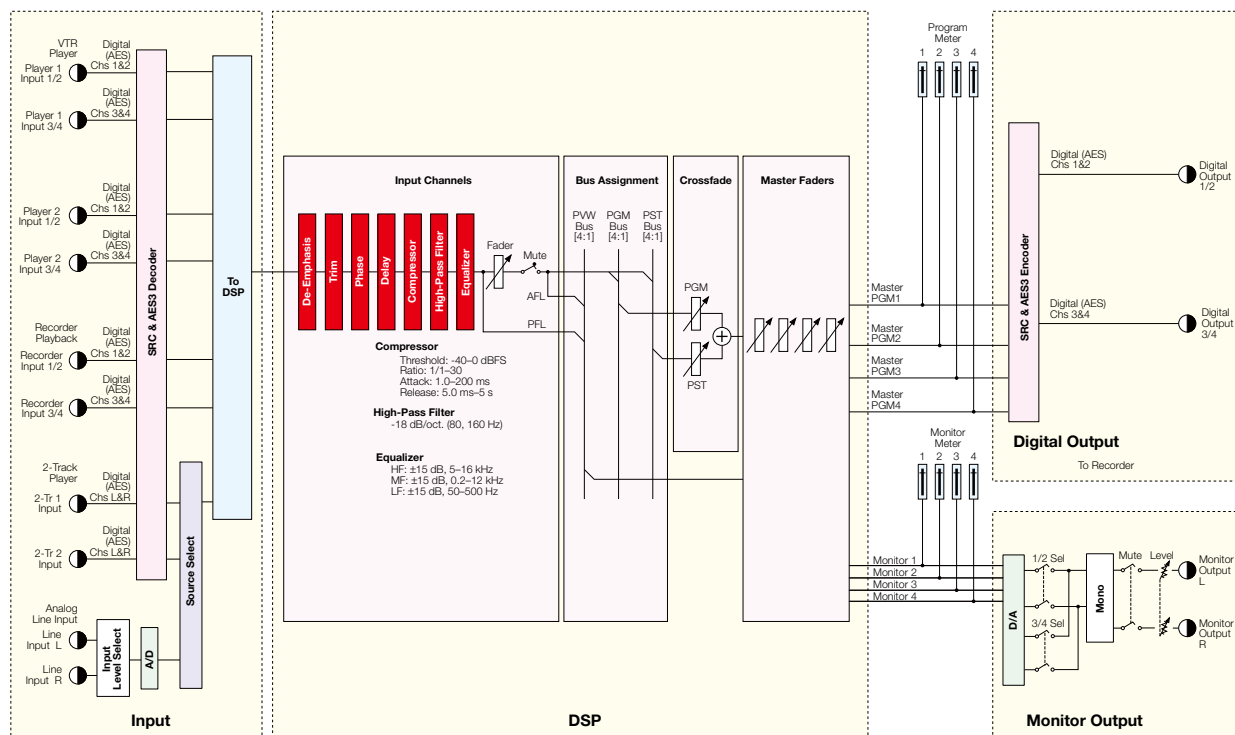 VTR
Player
Player 1
Input 1/2
Digital
(AES)
Chs 1&2
Player 1
Input 3/4
Digital
(AES)
Chs 3&4
Player 2
Input 1/2
Digital
(AES)
Chs 1&2
Player 2
Input 3/4
Digital
(AES)
Chs 3&4
Recorder
Playback
Recorder
Input 1/2
Digital
(AES)
Chs 1&2
Recorder
Input 3/4
Digital
(AES)
Chs 3&4
2-Track
Player
2-Tr 1
Input
Digital
(AES)
Chs L&R
2-Tr 2
Input
Digital
(AES)
Chs L&R
Analog
Line Input
Line
Input L
Line
Input R
Input
Level Select
A/D
SRC & AES3 Decoder
Source Select
To
DSP
Input
Input Channels
De-Emphasis
Trim
Phase
Delay
Compressor
High-Pass Filter
Equalizer
Fader
Mute
AFL
PFL
Compressor
Threshold: -40–0 dBFS
Ratio: 1/1–30
Attack: 1.0–200 ms
Release: 5.0 ms–5 s
High-Pass Filter
-18 dB/oct. (80, 160 Hz)
Equalizer
HF: ±15 dB, 5–16 kHz
MF: ±15 dB, 0.2–12 kHz
LF: ±15 dB, 50–500 Hz
Bus Assignment
PVW
Bus
[4:1]
PGM
Bus
[4:1]
PST
Bus
[4:1]
Crossfade
PGM
PST
Master Faders
DSP
Program
Meter
1 2 3 4
Master
PGM1
Master
PGM2
Master
PGM3
Master
PGM4
Monitor
Meter
1 2 3 4
Monitor 1
Monitor 2
Monitor 3
Monitor 4
SRC & AES3 Encoder
Digital (AES)
Chs 1&2
Digital
Output
1/2
Digital (AES)
Chs 3&4
Digital
Output
3/4
Digital Output
To Recorder
D/A
1/2 Sel
3/4 Sel
Mono
Mute
Level
Monitor
Output
L
Monitor
Output
R
Monitor Output